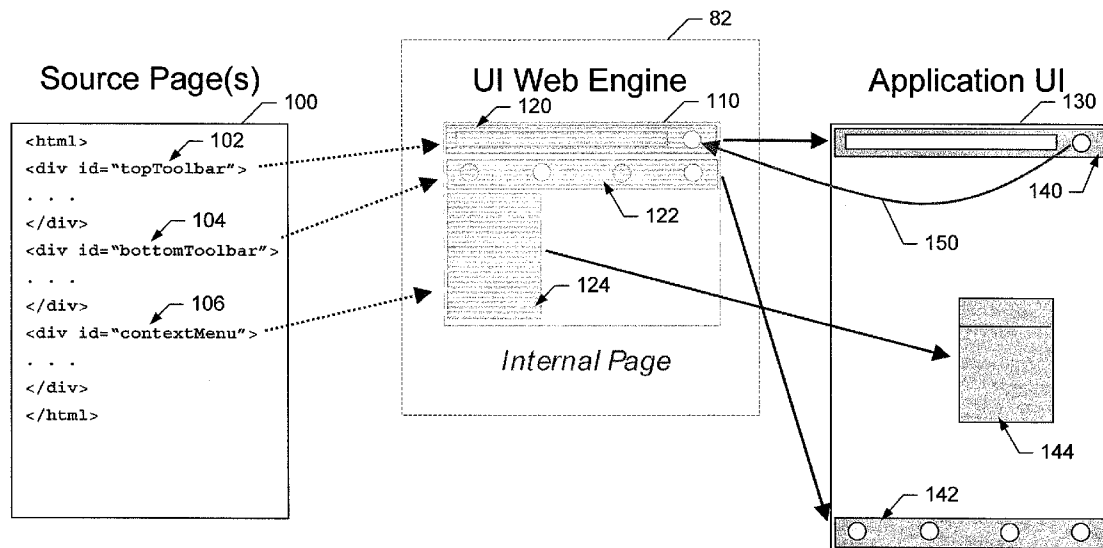 82
Source Page(s)
UI Web Engine
Application UI
100
120
110
130
<html>
102
<div id="topToolbar">
. . .
</div>
104
<div id="bottomToolbar">
. . .
</div>
106
<div id="contextMenu">
. . .
</div>
</html>
122
124
Internal Page
140
150
144
142